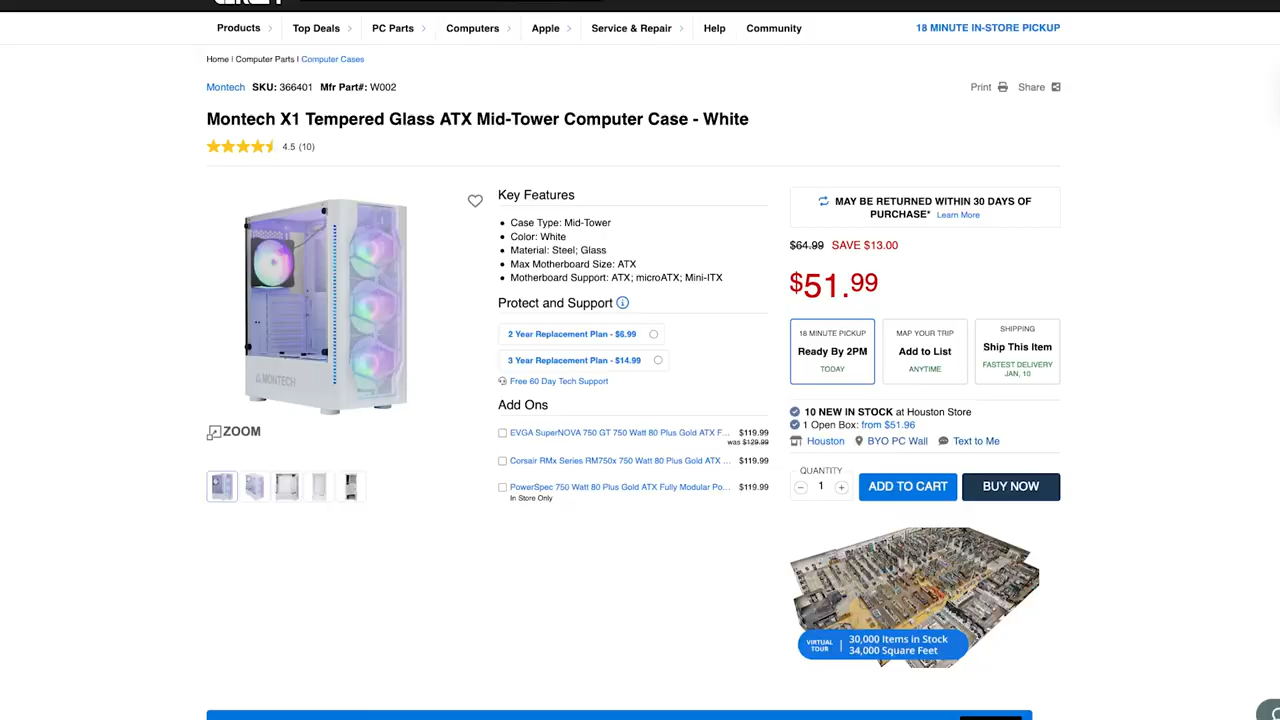 Products
Top Deals
PC Parts
Computers
Apple
Service & Repair
Help
Community
18 MINUTE IN-STORE PICKUP
Home | Computer Parts | Computer Cases
Montech SKU: 366401 Mfr Part#: W002
Print
Share
Montech X1 Tempered Glass ATX Mid-Tower Computer Case - White
4.5 (10)
MONTECH
ZOOM
Key Features
Case Type: Mid-Tower
Color: White
Material: Steel; Glass
Max Motherboard Size: ATX
Motherboard Support: ATX; microATX; Mini-ITX
Protect and Support
2 Year Replacement Plan - $6.99
3 Year Replacement Plan - $14.99
Free 60 Day Tech Support
Add Ons
EVGA SuperNOVA 750 GT 750 Watt 80 Plus Gold ATX F... $119.99
was $129.99
Corsair RMx Series RM750x 750 Watt 80 Plus Gold ATX ... $119.99
PowerSpec 750 Watt 80 Plus Gold ATX Fully Modular Po... $119.99
In Store Only
MAY BE RETURNED WITHIN 30 DAYS OF
PURCHASE* Learn More
$64.99 SAVE $13.00
$51.99
18 MINUTE PICKUP
Ready By 2PM
TODAY
MAP YOUR TRIP
Add to List
ANYTIME
SHIPPING
Ship This Item
FASTEST DELIVERY
JAN, 10
10 NEW IN STOCK at Houston Store
1 Open Box: from $51.96
Houston
BYO PC Wall
Text to Me
QUANTITY
1
ADD TO CART
BUY NOW
VIRTUAL
TOUR
30,000 Items in Stock
34,000 Square Feet